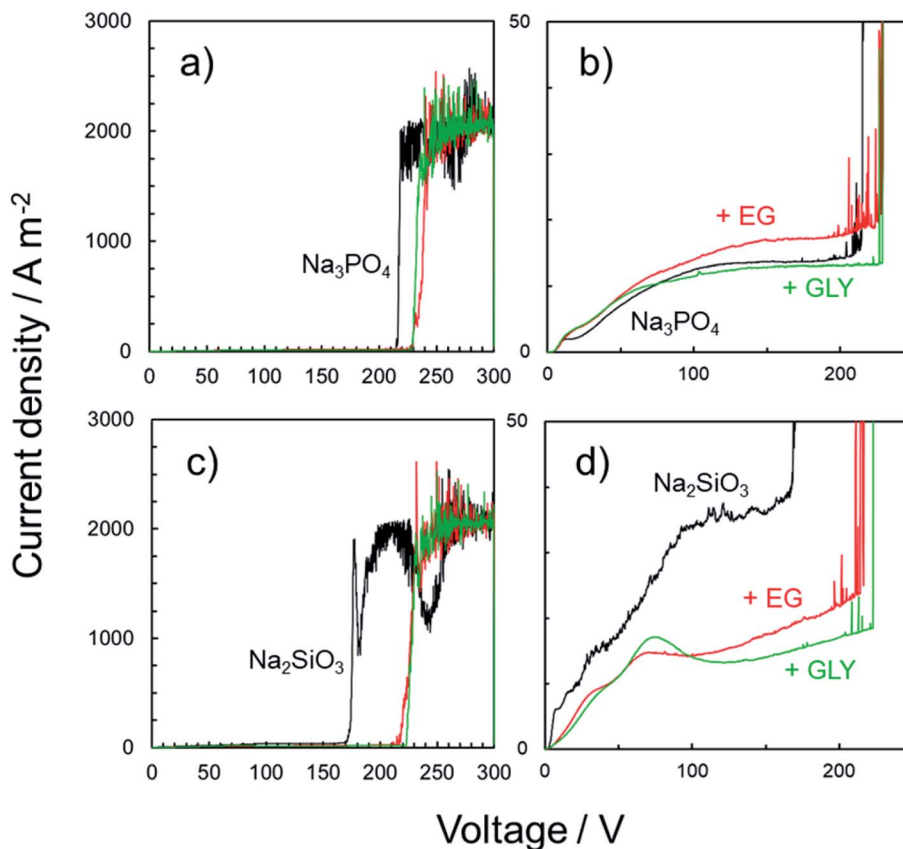 Current density / A m⁻²
3000
2000
1000
0
a)
Na₃PO₄
0 50 100 150 200 250 300
50
0
b)
+ EG
+ GLY
Na₃PO₄
0 100 200
3000
2000
1000
0
c)
Na₂SiO₃
0 50 100 150 200 250 300
50
0
d)
Na₂SiO₃
+ EG
+ GLY
0 100 200
Voltage / V